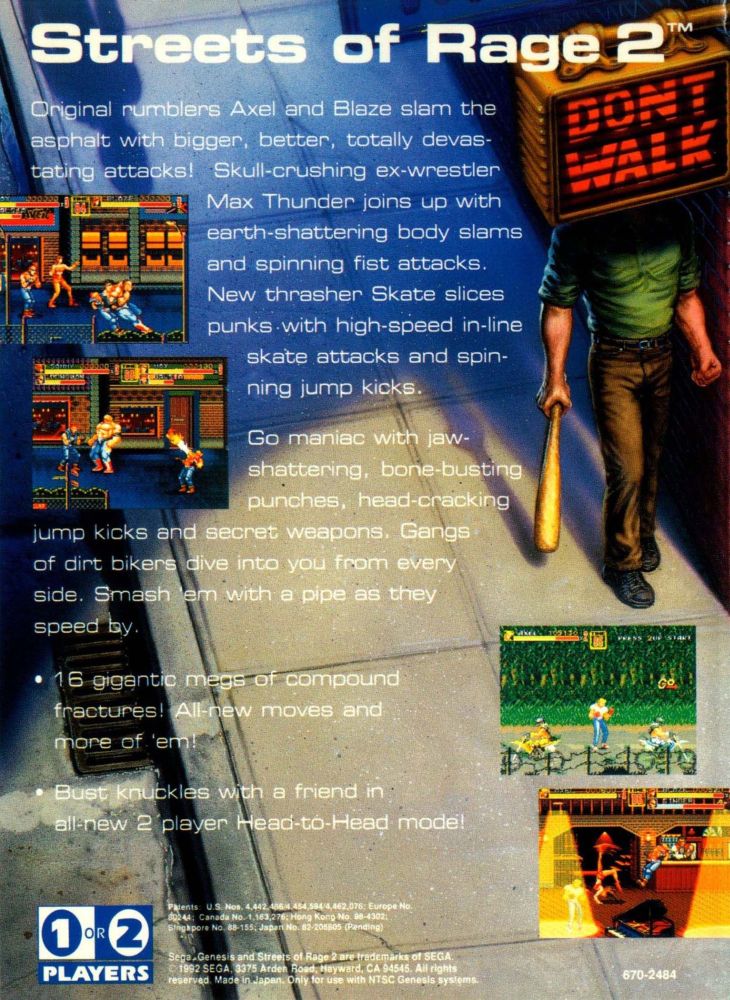 Streets of Rage 2™
DONT
WALK
Original rumblers Axel and Blaze slam the
asphalt with bigger, better, totally devas-
tating attacks! Skull-crushing ex-wrestler
Max Thunder joins up with
earth-shattering body slams
and spinning fist attacks.
New thrasher Skate slices
punks with high-speed in-line
skate attacks and spin-
ning jump kicks.
Go maniac with jaw-
shattering, bone-busting
punches, head-cracking
jump kicks and secret weapons. Gangs
of dirt bikers dive into you from every
side. Smash 'em with a pipe as they
speed by.
• 16 gigantic megs of compound
fractures! All-new moves and
more of 'em!
• Bust knuckles with a friend in
all-new 2 player Head-to-Head mode!
AXEL
PRESS 2UP START
GO
1 OR 2
PLAYERS
Patents: U.S. Nos. 4,442,486/4,454,594/4,462,076; Europe No.
80244; Canada No. 1,163,276; Hong Kong No. 88-4302;
Singapore No. 88-155; Japan No. 82-205605 (Pending)
Sega, Genesis and Streets of Rage 2 are trademarks of SEGA.
© 1992 SEGA, 3375 Arden Road, Hayward, CA 94545. All rights
reserved. Made in Japan. Only for use with NTSC Genesis systems.
670-2484